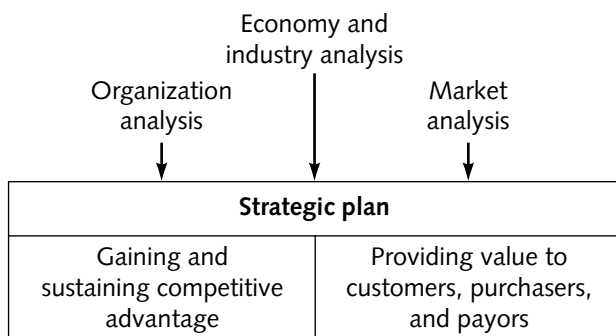 Economy and
industry analysis
Organization
analysis
Market
analysis
Strategic plan
Gaining and
sustaining competitive
advantage
Providing value to
customers, purchasers,
and payors